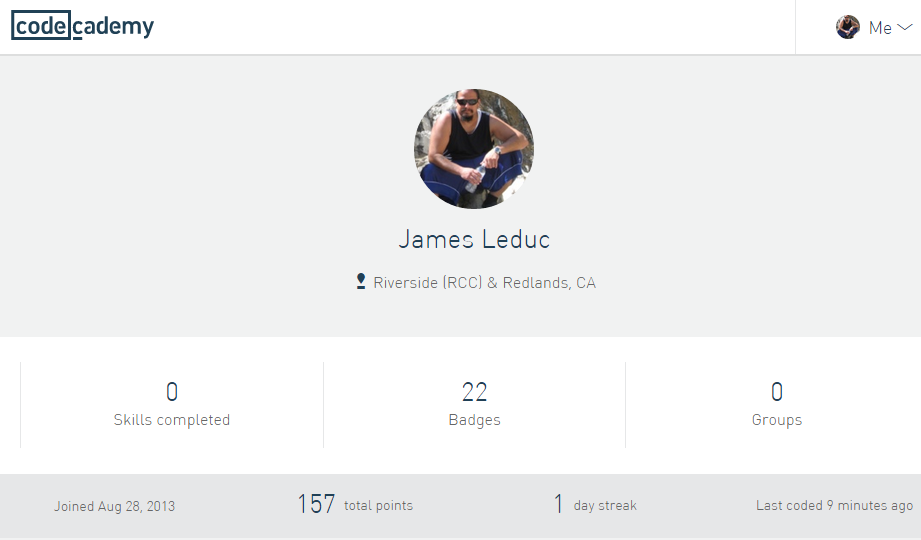 codecademy
Me
James Leduc
Riverside (RCC) & Redlands, CA
0
Skills completed
22
Badges
0
Groups
Joined Aug 28, 2013
157 total points
1 day streak
Last coded 9 minutes ago